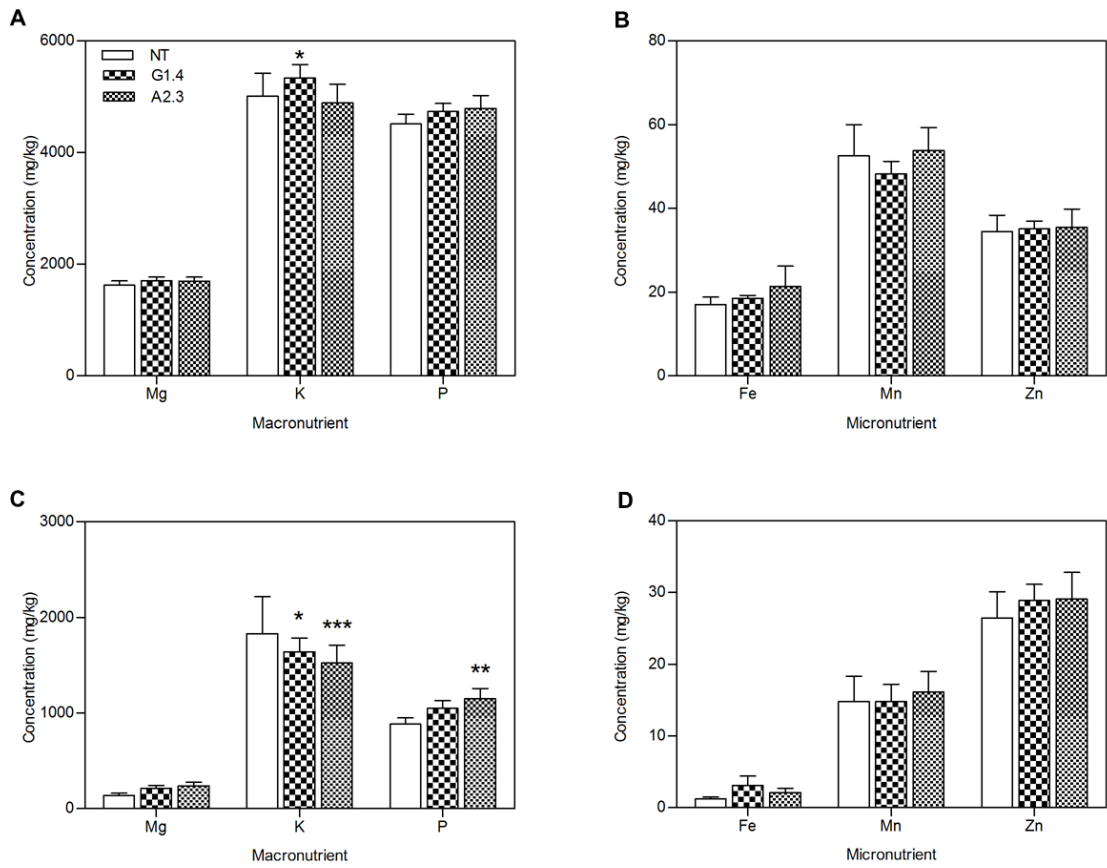 A
6000
4000
2000
0
Concentration (mg/kg)
NT
G1.4
A2.3
*
Mg
K
P
Macronutrient
B
80
60
40
20
0
Concentration (mg/kg)
Fe
Mn
Zn
Micronutrient
C
3000
2000
1000
0
Concentration (mg/kg)
*
***
**
Mg
K
P
Macronutrient
D
40
30
20
10
0
Concentration (mg/kg)
Fe
Mn
Zn
Micronutrient